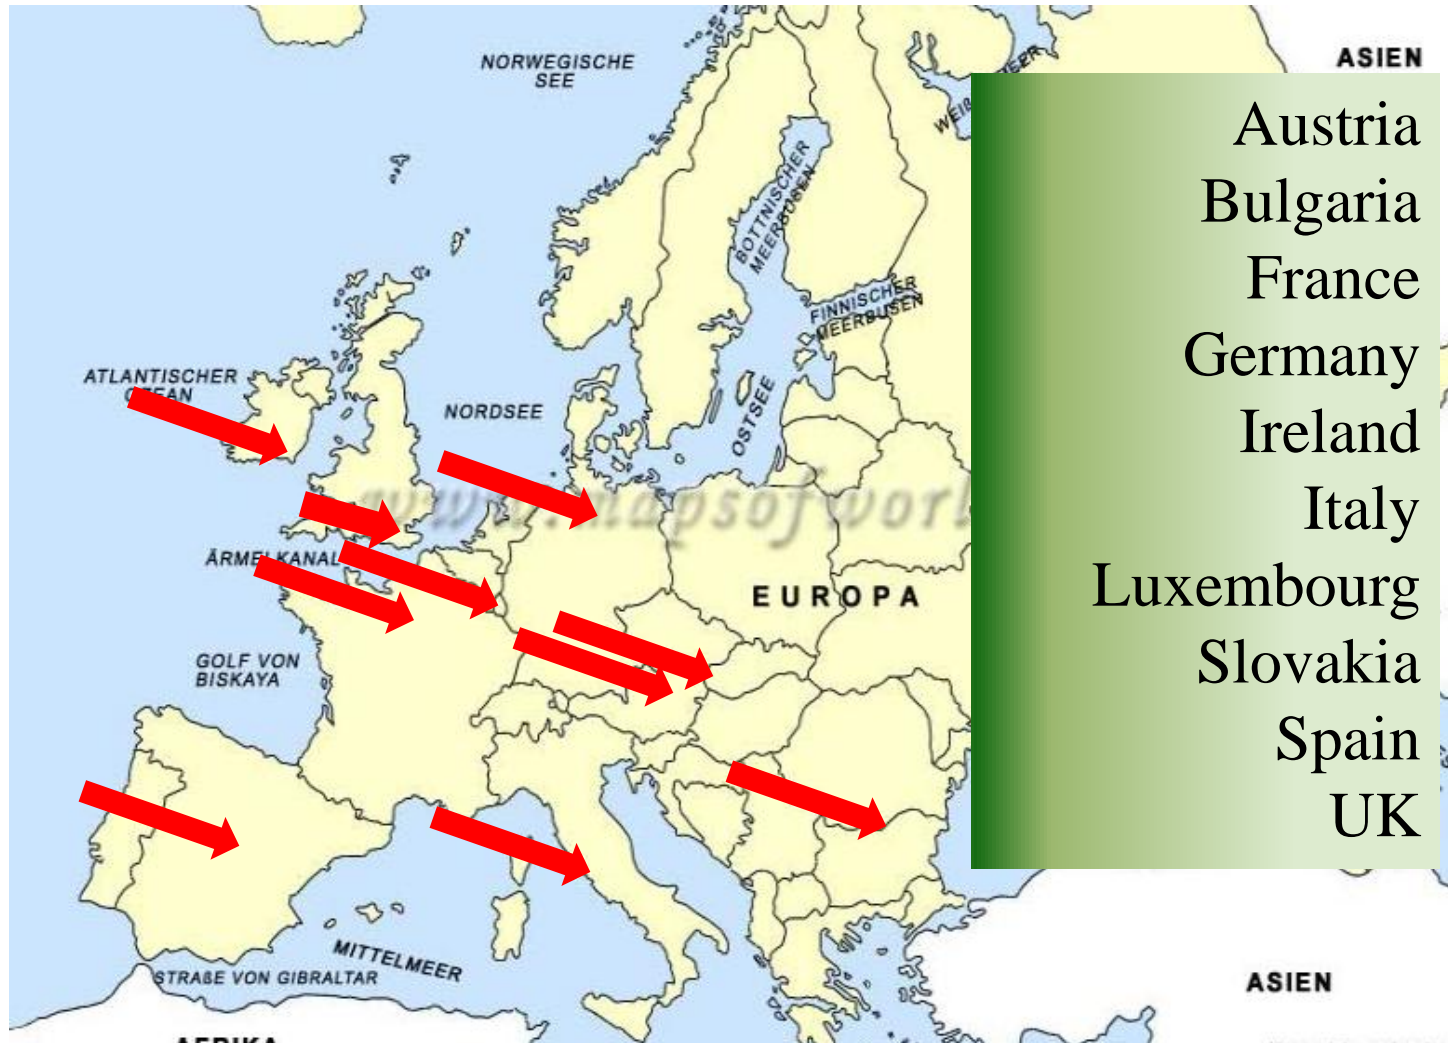 NORWEGISCHE
SEE
ASIEN
BOTTNISCHER
MEERBUSEN
FINNISCHER
MEERBUSEN
ATLANTISCHER
NORDSEE
OSTSEE
ÄRMELKANAL
EUROPA
GOLF VON
BISKAYA
MITTELMEER
STRAßE VON GIBRALTAR
ASIEN
Austria
Bulgaria
France
Germany
Ireland
Italy
Luxembourg
Slovakia
Spain
UK